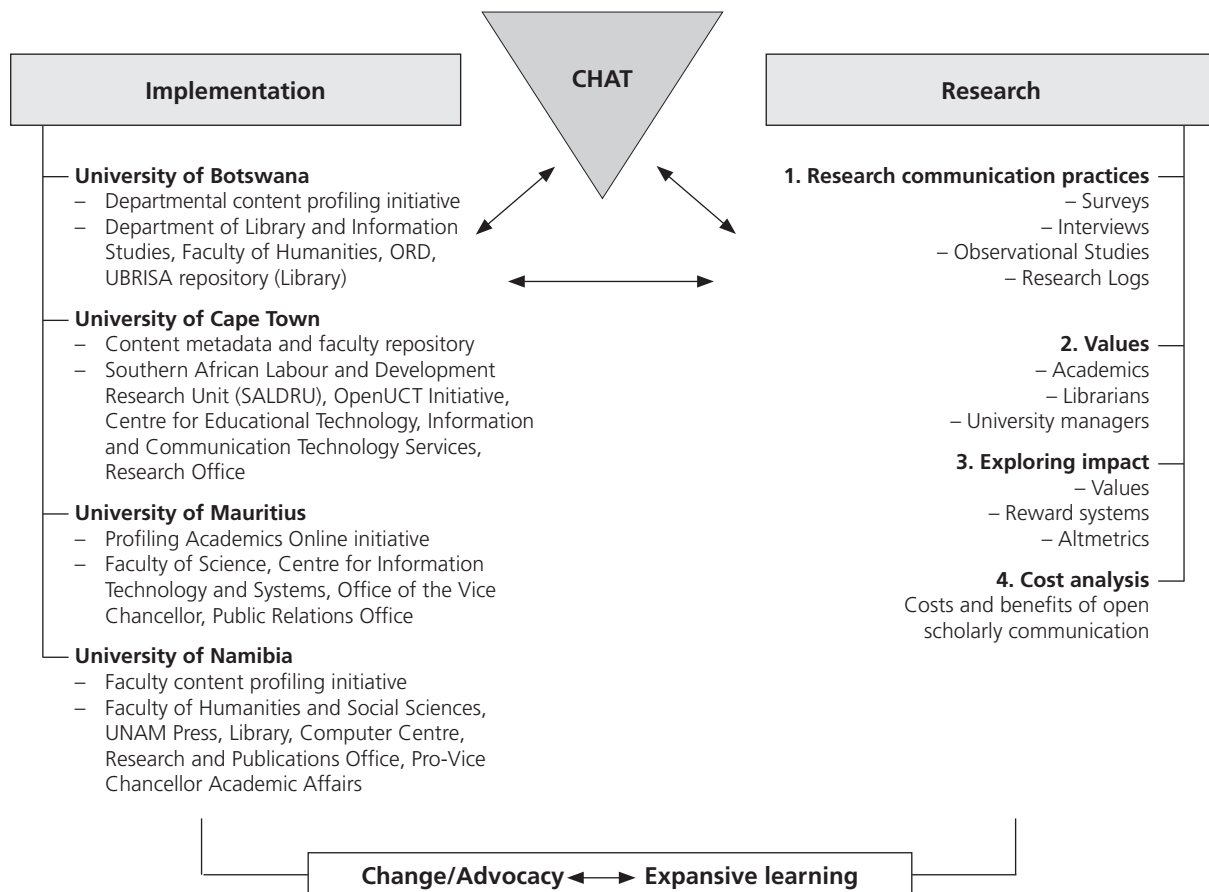 CHAT
Implementation
University of Botswana
– Departmental content profiling initiative
– Department of Library and Information
Studies, Faculty of Humanities, ORD,
UBRISA repository (Library)
University of Cape Town
– Content metadata and faculty repository
– Southern African Labour and Development
Research Unit (SALDRU), OpenUCT Initiative,
Centre for Educational Technology, Information
and Communication Technology Services,
Research Office
University of Mauritius
– Profiling Academics Online initiative
– Faculty of Science, Centre for Information
Technology and Systems, Office of the Vice
Chancellor, Public Relations Office
University of Namibia
– Faculty content profiling initiative
– Faculty of Humanities and Social Sciences,
UNAM Press, Library, Computer Centre,
Research and Publications Office, Pro-Vice
Chancellor Academic Affairs
Research
1. Research communication practices
– Surveys
– Interviews
– Observational Studies
– Research Logs
2. Values
– Academics
– Librarians
– University managers
3. Exploring impact
– Values
– Reward systems
– Altmetrics
4. Cost analysis
Costs and benefits of open
scholarly communication
Change/Advocacy Expansive learning